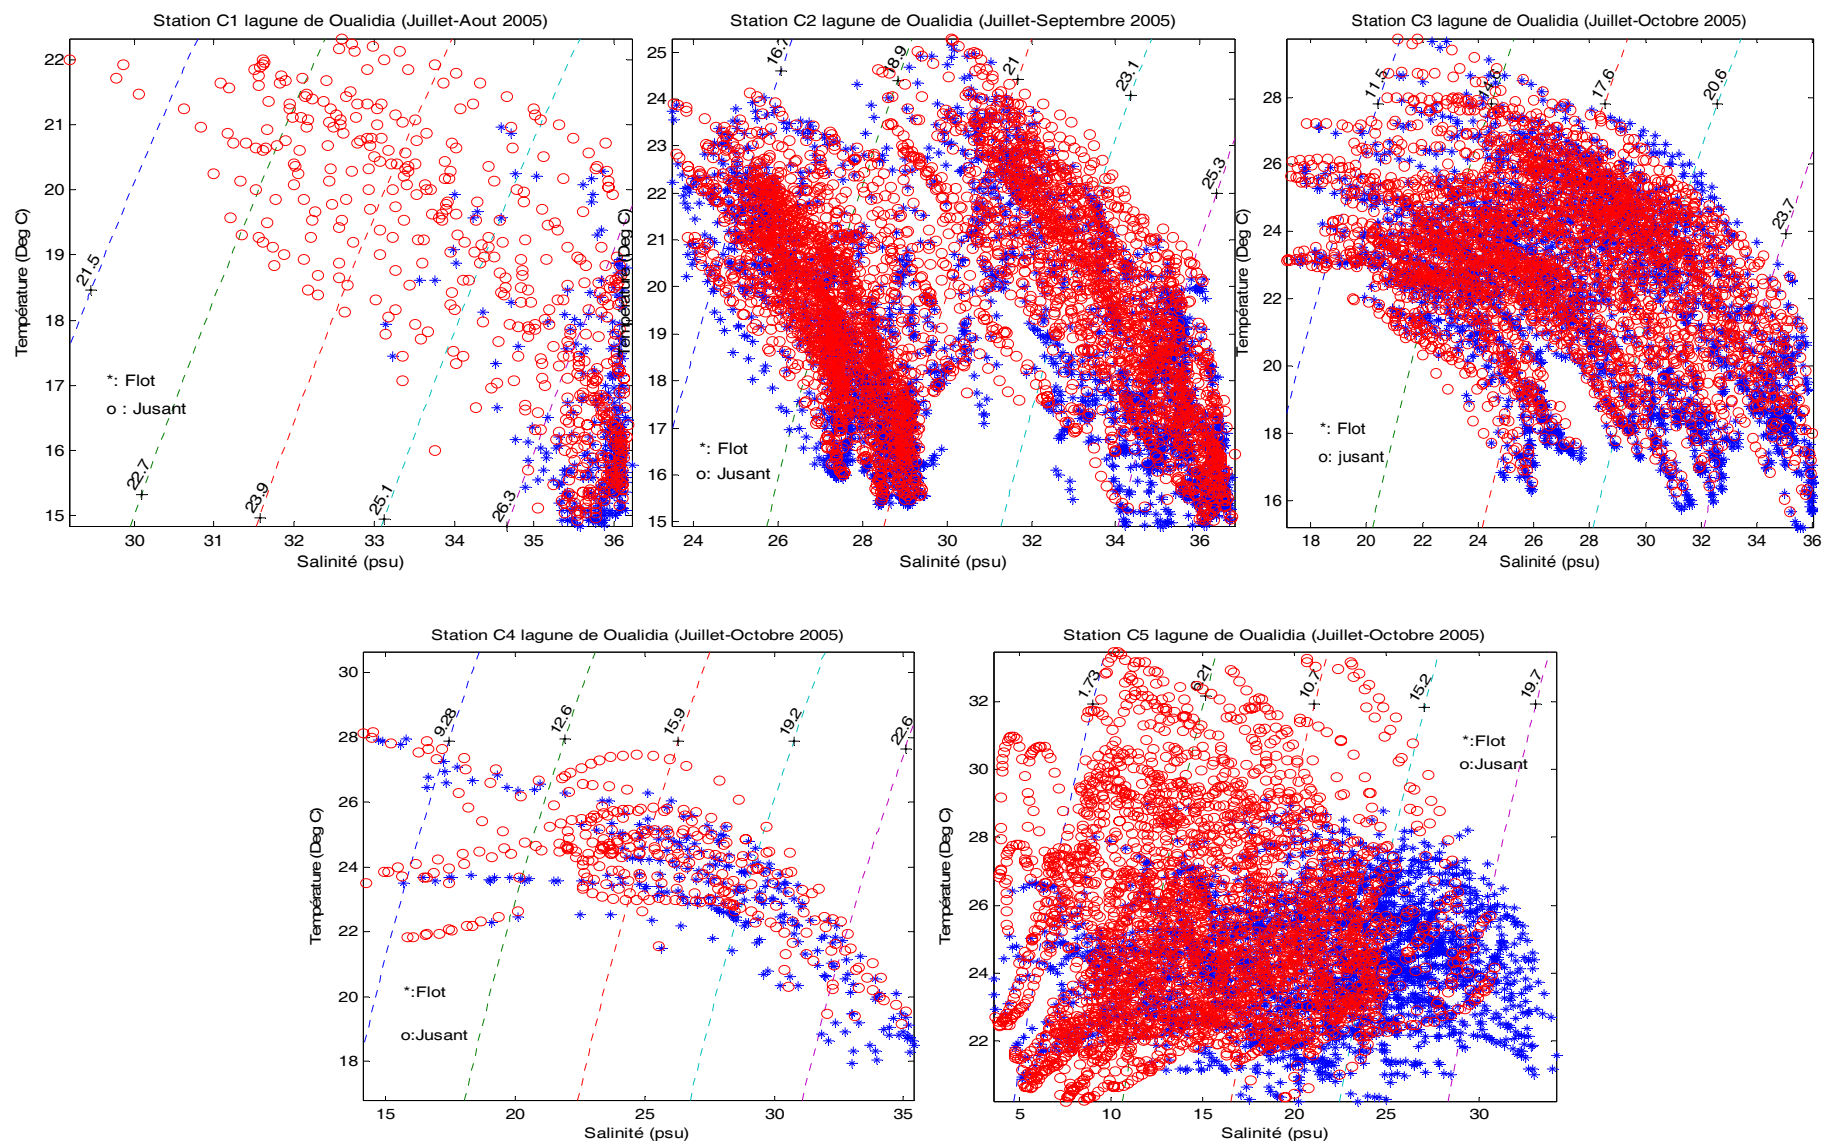 Station C1 lagune de Oualidia (Juillet-Aout 2005)
22
21
20
19
18
17
16
15
Température (Deg C)
21.5
22.7
23.9
25.1
26.3
*: Flot
o : Jusant
30 31 32 33 34 35 36
Salinité (psu)
Station C2 lagune de Oualidia (Juillet-Septembre 2005)
25
24
23
22
21
20
19
18
17
16
15
Température (Deg C)
18.9
21
23.1
25.3
*: Flot
o: Jusant
24 26 28 30 32 34 36
Salinité (psu)
Station C3 lagune de Oualidia (Juillet-Octobre 2005)
28
26
24
22
20
18
16
Température (Deg C)
11.5
14.6
17.6
20.6
23.7
*: Flot
o: jusant
18 20 22 24 26 28 30 32 34 36
Salinité (psu)
Station C4 lagune de Oualidia (Juillet-Octobre 2005)
30
28
26
24
22
20
18
Température (Deg C)
9.28
12.6
15.9
19.2
22.6
*:Flot
o:Jusant
15 20 25 30 35
Salinité (psu)
Station C5 lagune de Oualidia (Juillet-Octobre 2005)
32
30
28
26
24
22
Température (Deg C)
1.73
6.21
10.7
15.2
19.7
*:Flot
o:Jusant
5 10 15 20 25 30
Salinité (psu)